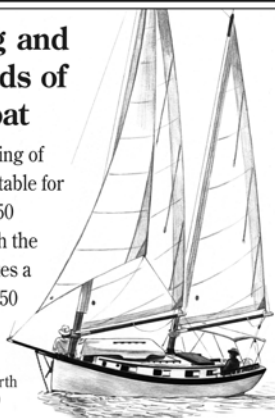 and
ds of
oat
ing of
table for
50
h the
es a
50
rth